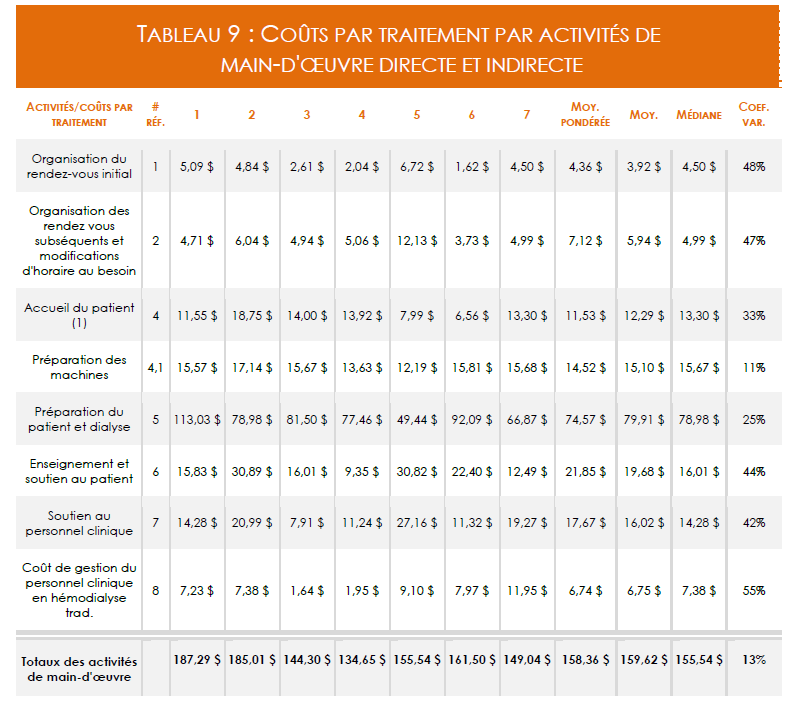 TABLEAU 9 : COÛTS PAR TRAITEMENT PAR ACTIVITÉS DE
MAIN-D'ŒUVRE DIRECTE ET INDIRECTE
ACTIVITÉS/COÛTS PAR
TRAITEMENT
#
RÉF.
1
2
3
4
5
6
7
MOY.
PONDÉRÉE
MOY.
MÉDIANE
COEF.
VAR.
Organisation du
rendez-vous initial
1 5,09 $ 4,84 $ 2,61 $ 2,04 $ 6,72 $ 1,62 $ 4,50 $ 4,36 $ 3,92 $ 4,50 $ 48%
Organisation des
rendez vous
subséquents et
modifications
d'horaire au besoin
2 4,71 $ 6,04 $ 4,94 $ 5,06 $ 12,13 $ 3,73 $ 4,99 $ 7,12 $ 5,94 $ 4,99 $ 47%
Accueil du patient
(1)
4 11,55 $ 18,75 $ 14,00 $ 13,92 $ 7,99 $ 6,56 $ 13,30 $ 11,53 $ 12,29 $ 13,30 $ 33%
Préparation des
machines
4,1 15,57 $ 17,14 $ 15,67 $ 13,63 $ 12,19 $ 15,81 $ 15,68 $ 14,52 $ 15,10 $ 15,67 $ 11%
Préparation du
patient et dialyse
5 113,03 $ 78,98 $ 81,50 $ 77,46 $ 49,44 $ 92,09 $ 66,87 $ 74,57 $ 79,91 $ 78,98 $ 25%
Enseignement et
soutien au patient
6 15,83 $ 30,89 $ 16,01 $ 9,35 $ 30,82 $ 22,40 $ 12,49 $ 21,85 $ 19,68 $ 16,01 $ 44%
Soutien au
personnel clinique
7 14,28 $ 20,99 $ 7,91 $ 11,24 $ 27,16 $ 11,32 $ 19,27 $ 17,67 $ 16,02 $ 14,28 $ 42%
Coût de gestion du
personnel clinique
en hémodialyse
trad.
8 7,23 $ 7,38 $ 1,64 $ 1,95 $ 9,10 $ 7,97 $ 11,95 $ 6,74 $ 6,75 $ 7,38 $ 55%
Totaux des activités
de main-d'œuvre
187,29 $ 185,01 $ 144,30 $ 134,65 $ 155,54 $ 161,50 $ 149,04 $ 158,36 $ 159,62 $ 155,54 $ 13%